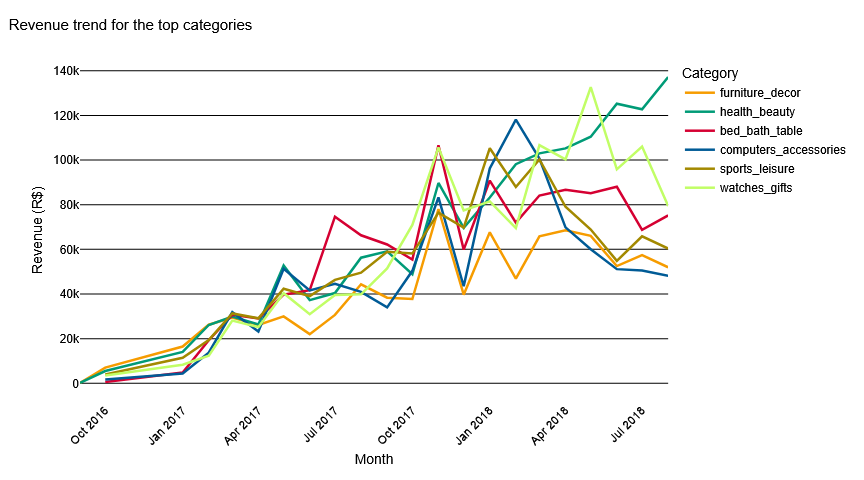 Revenue trend for the top categories
140k
120k
100k
80k
60k
40k
20k
0
Revenue (R$)
Oct 2016
Jan 2017
Apr 2017
Jul 2017
Oct 2017
Jan 2018
Apr 2018
Jul 2018
Month
Category
furniture_decor
health_beauty
bed_bath_table
computers_accessories
sports_leisure
watches_gifts